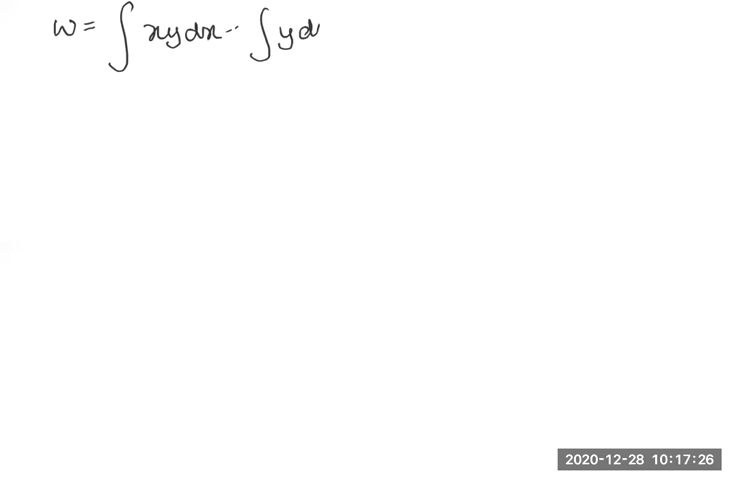 w = ∫ xy dx - ∫ y d
2020-12-28 10:17:26